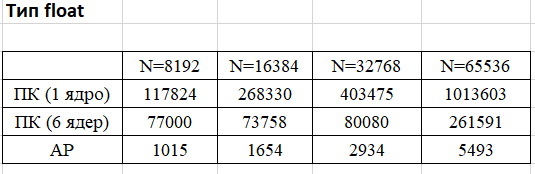 Тип float
N=8192 N=16384 N=32768 N=65536
ПК (1 ядро) 117824 268330 403475 1013603
ПК (6 ядер) 77000 73758 80080 261591
АР 1015 1654 2934 5493